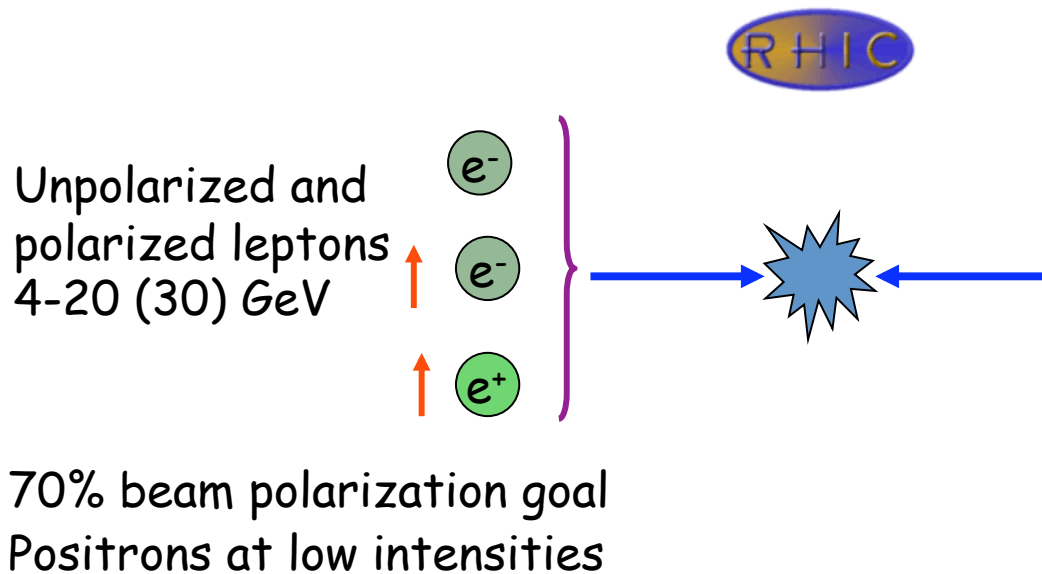 RHIC
e-
Unpolarized and
polarized leptons
4-20 (30) GeV
e-
e+
70% beam polarization goal
Positrons at low intensities